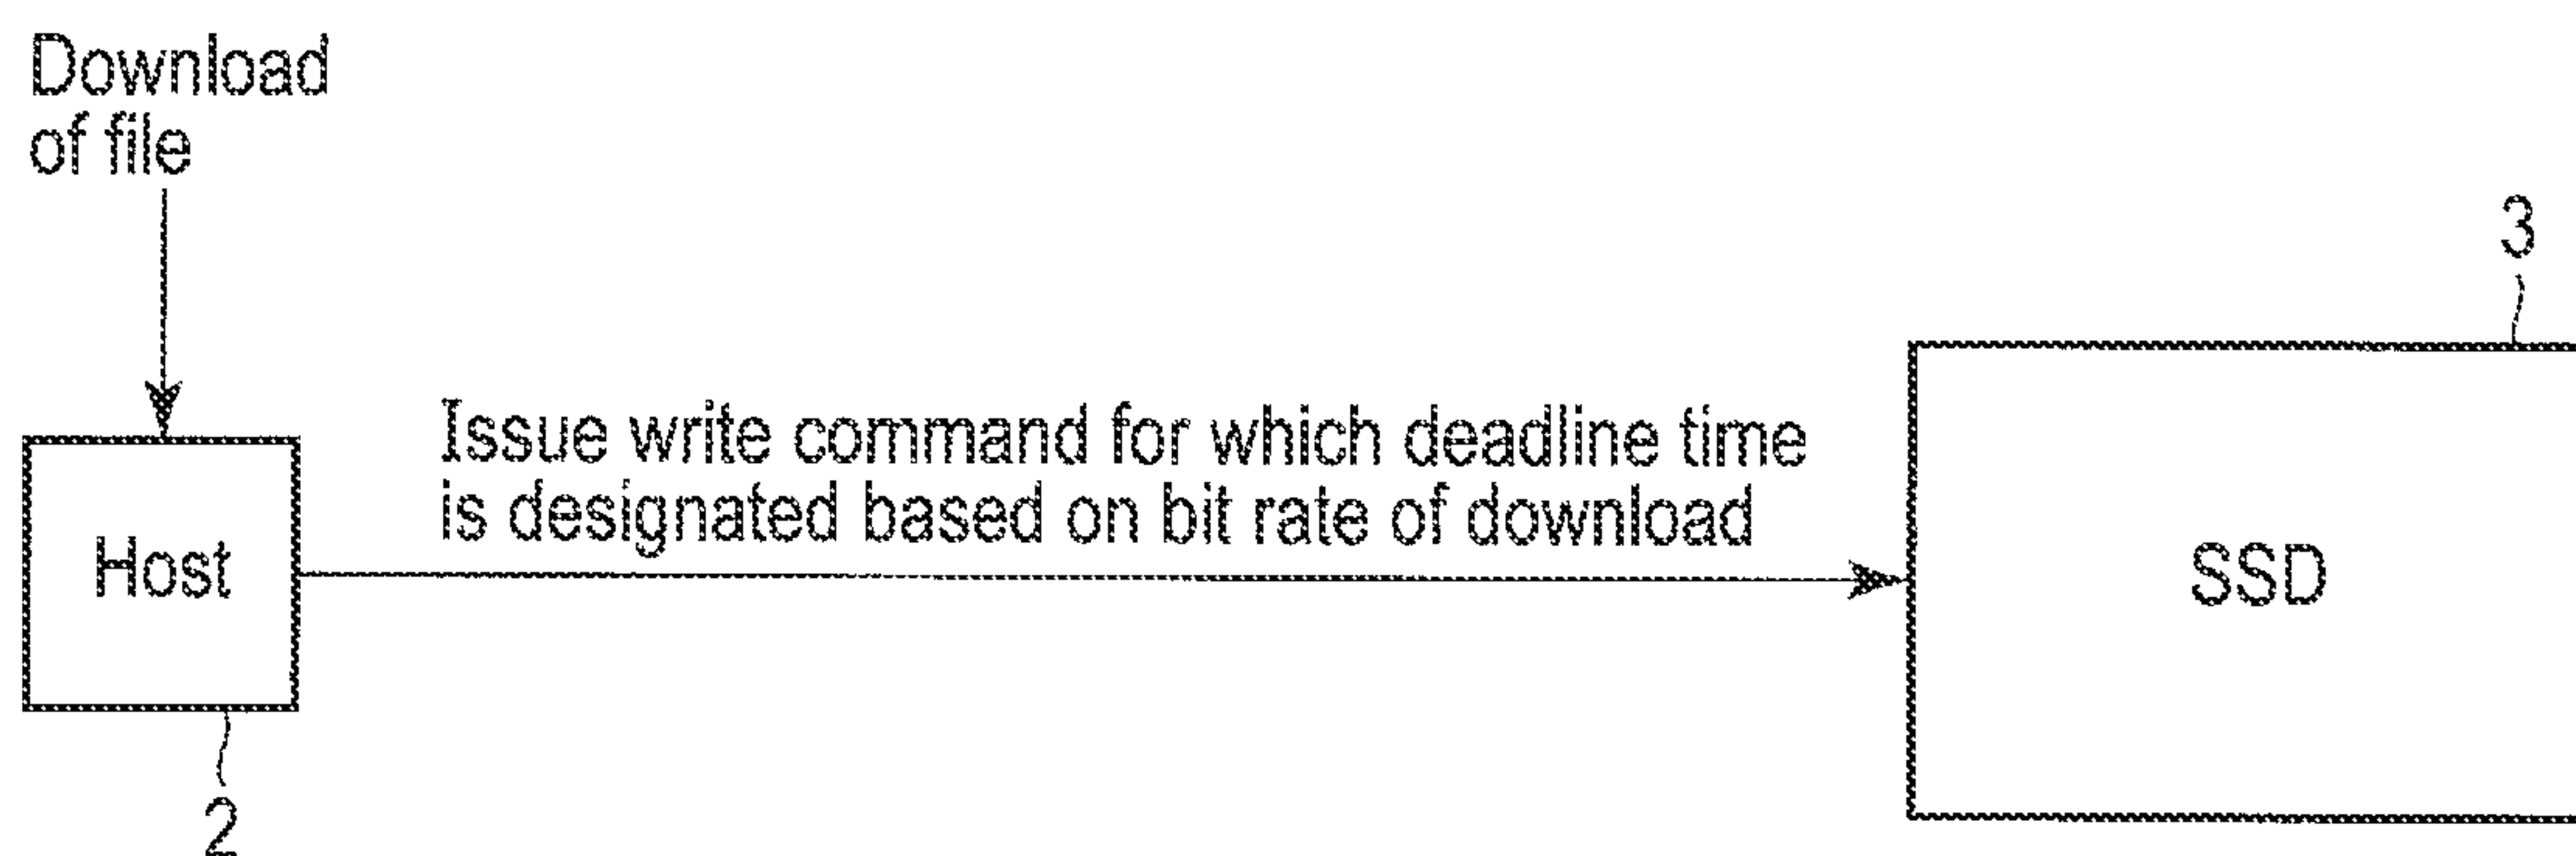 Download
of file
3
Issue write command for which deadline time
is designated based on bit rate of download
Host
SSD
2